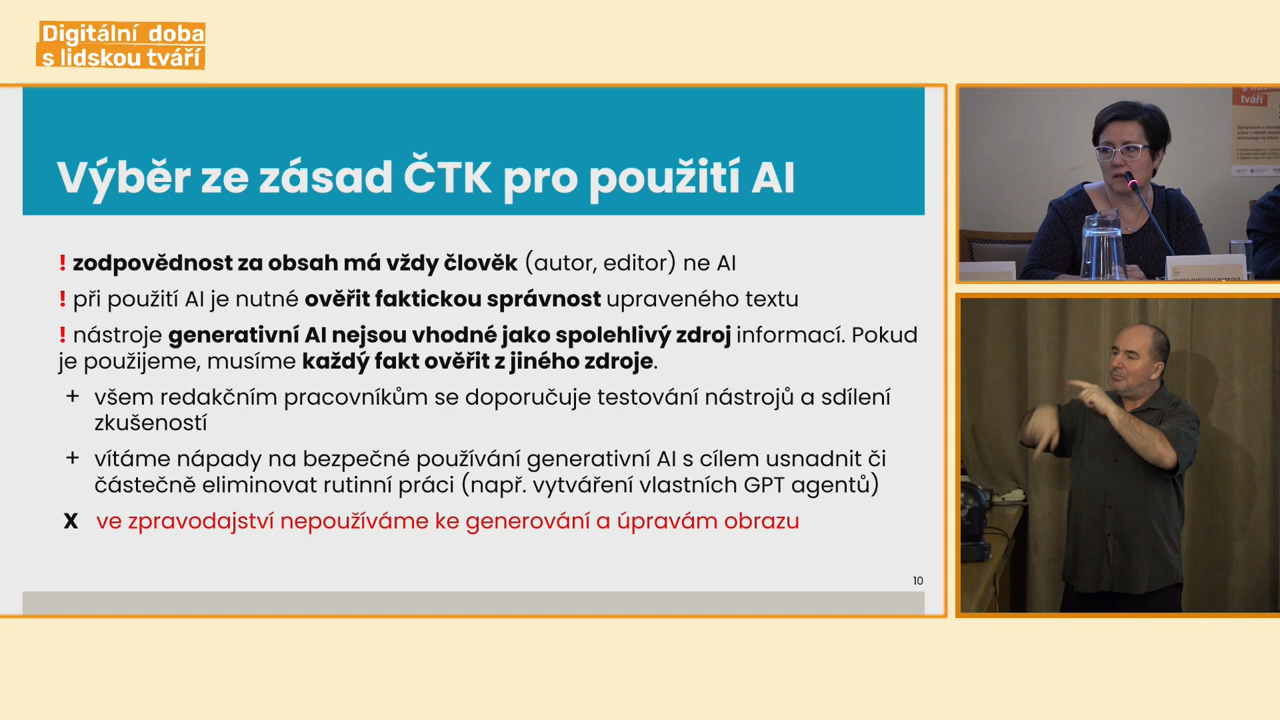 Digitální doba
s lidskou tváří
Výběr ze zásad ČTK pro použití AI
! zodpovědnost za obsah má vždy člověk (autor, editor) ne AI
! při použití AI je nutné ověřit faktickou správnost upraveného textu
! nástroje generativní AI nejsou vhodné jako spolehlivý zdroj informací. Pokud
je použijeme, musíme každý fakt ověřit z jiného zdroje.
+ všem redakčním pracovníkům se doporučuje testování nástrojů a sdílení
zkušeností
+ vítáme nápady na bezpečné používání generativní AI s cílem usnadnit či
částečně eliminovat rutinní práci (např. vytváření vlastních GPT agentů)
X ve zpravodajství nepoužíváme ke generování a úpravám obrazu
10
tváří